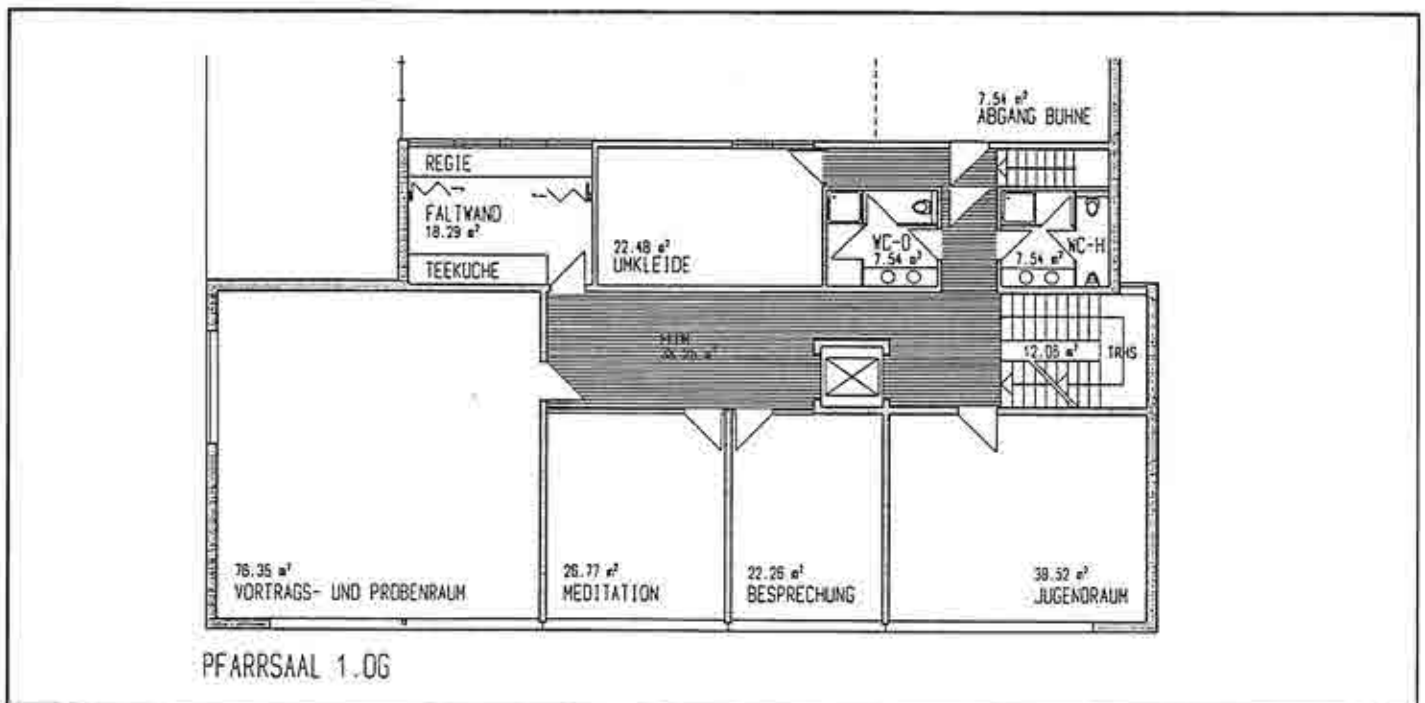 7.54 m²
ABGANG BUHNE
REGIE
FALTWAND
18.29 m²
TEEKUCHE
22.48 m²
UMKLEIDE
WC-D
7.54 m²
WC-H
7.54 m²
12.06 m²
TRHS
76.35 m²
VORTRAGS- UND PROBENRAUM
26.77 m²
MEDITATION
22.26 m²
BESPRECHUNG
38.52 m²
JUGENDRAUM
PFARRSAAL 1.OG